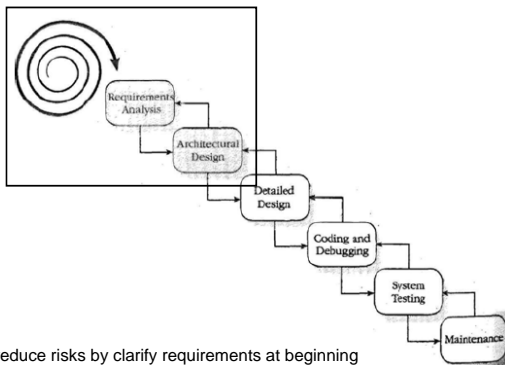 Requirements
Analysis
Architectural
Design
Detailed
Design
Coding and
Debugging
System
Testing
Maintenance
educe risks by clarify requirements at beginning